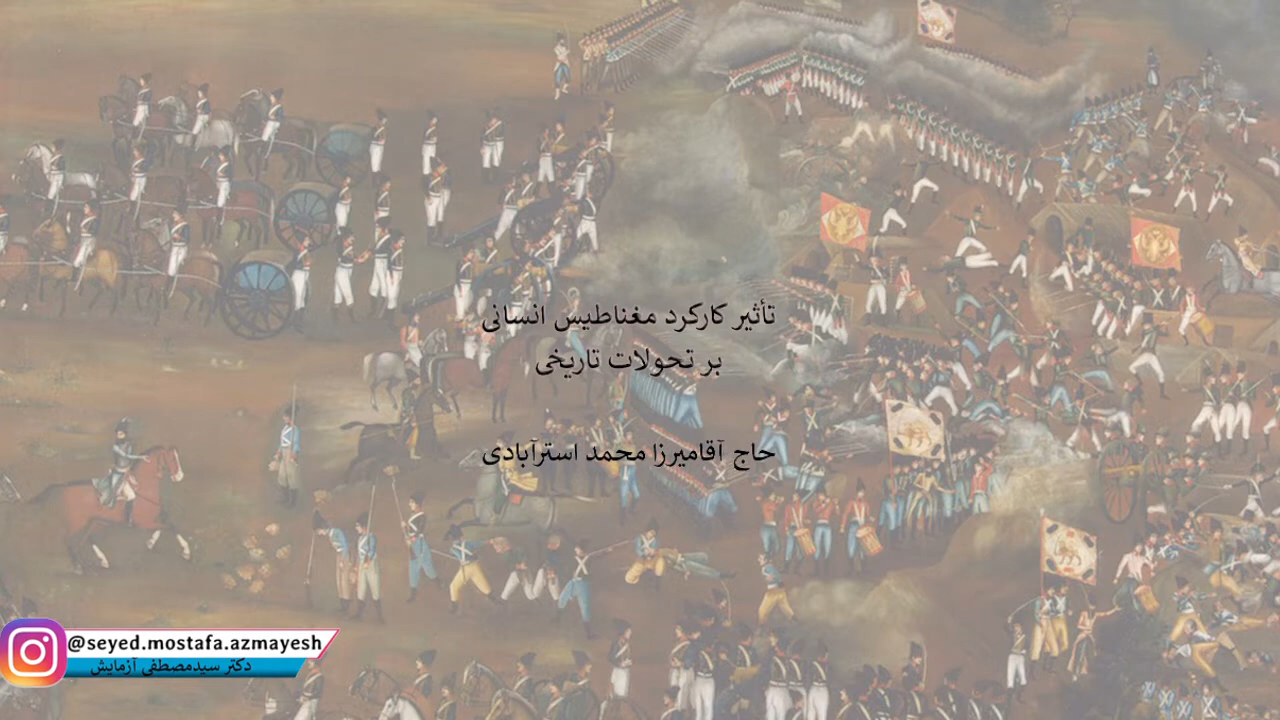 تأثیر کارکرد مغناطیس انسانی
بر تحولات تاریخی
حاج آقامیرزا محمد استرآبادی
@seyed.mostafa.azmayesh
دکتر سیدمصطفی آزمایش